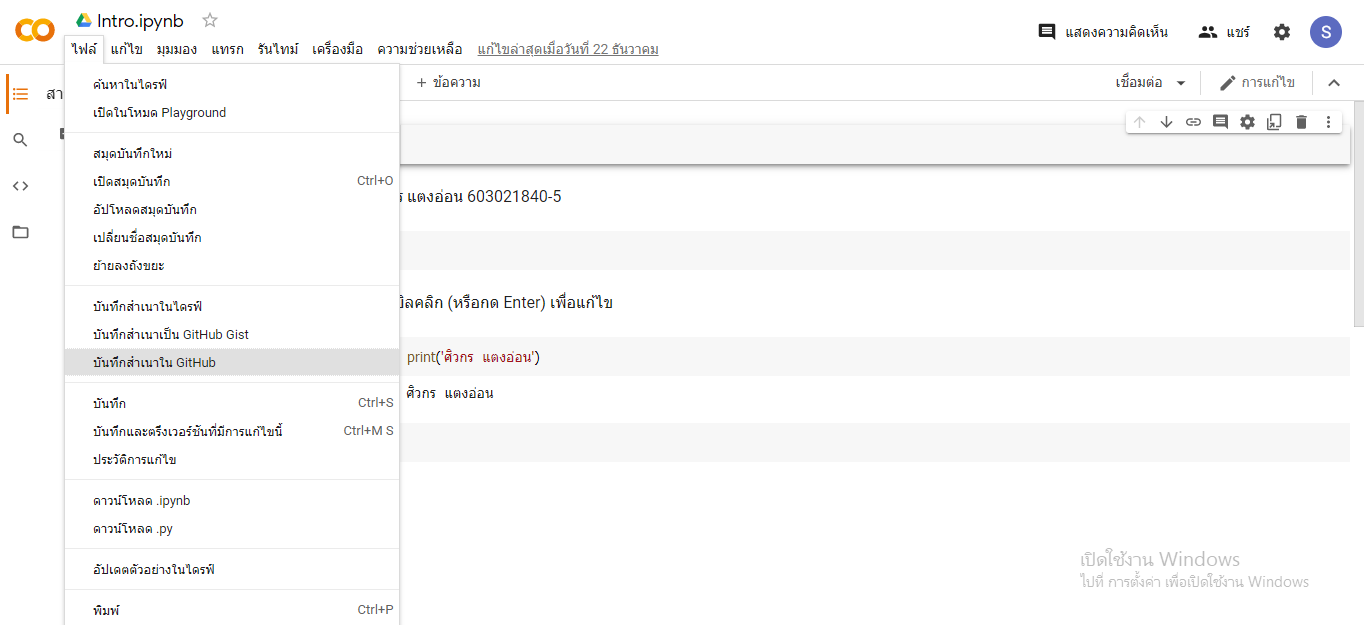 Intro.ipynb
ไฟล์ แก้ไข มุมมอง แทรก รันไทม์ เครื่องมือ ความช่วยเหลือ แก้ไขล่าสุดเมื่อวันที่ 22 ธันวาคม
แสดงความคิดเห็น แชร์ S
+ ข้อความ
เชื่อมต่อ การแก้ไข
สา
ค้นหาในไดรฟ์
เปิดในโหมด Playground
สมุดบันทึกใหม่
เปิดสมุดบันทึก Ctrl+O
อัปโหลดสมุดบันทึก
เปลี่ยนชื่อสมุดบันทึก
ย้ายลงถังขยะ
บันทึกสำเนาในไดรฟ์
บันทึกสำเนาเป็น GitHub Gist
บันทึกสำเนาใน GitHub
บันทึก Ctrl+S
บันทึกและตรึงเวอร์ชันที่มีการแก้ไขนี้ Ctrl+M S
ประวัติการแก้ไข
ดาวน์โหลด .ipynb
ดาวน์โหลด .py
อัปเดตตัวอย่างในไดรฟ์
พิมพ์ Ctrl+P
ร แตงอ่อน 603021840-5
บิลคลิก (หรือกด Enter) เพื่อแก้ไข
print('ศิวกร แตงอ่อน')
ศิวกร แตงอ่อน
เปิดใช้งาน Windows
ไปที่ การตั้งค่า เพื่อเปิดใช้งาน Windows